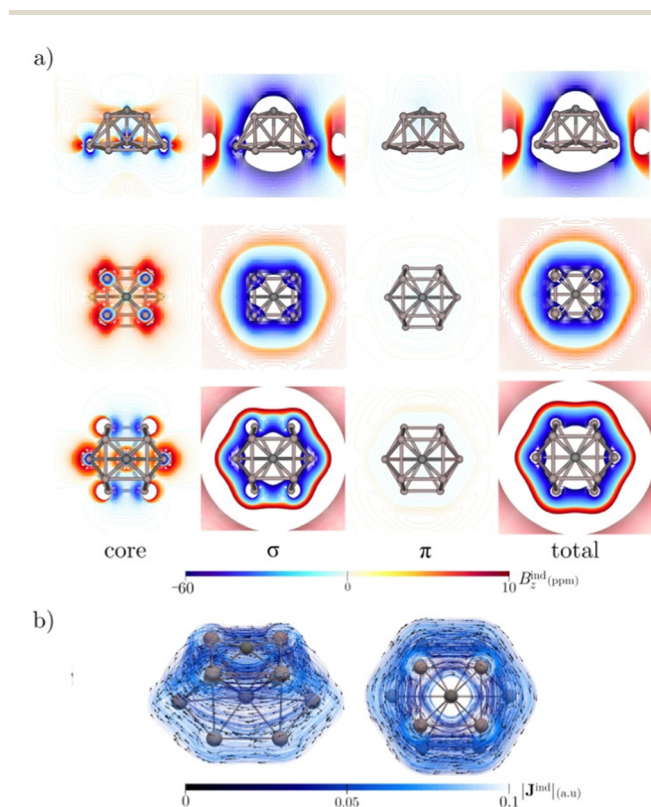 a)
core σ π total
−60 0 10 B_z^ind (ppm)
b)
0 0.05 0.1 |J^ind| (a.u)